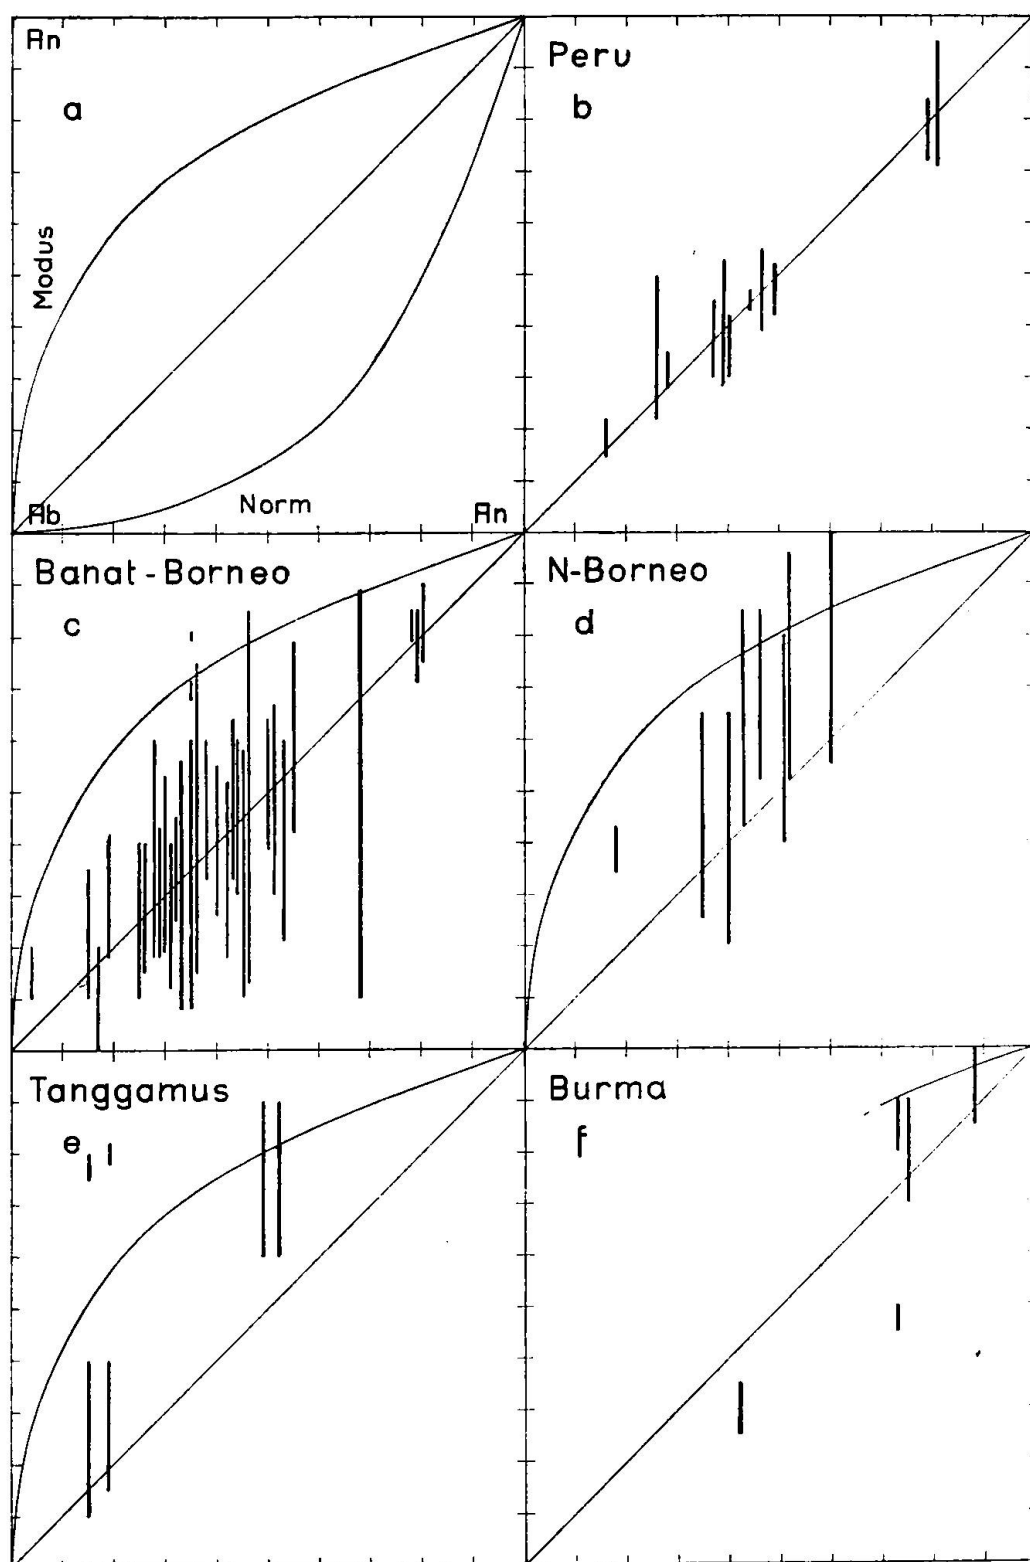 An
a
Modus
Norm
Ab
An
Peru
b
Banat-Borneo
c
N-Borneo
d
Tanggamus
e
Burma
f